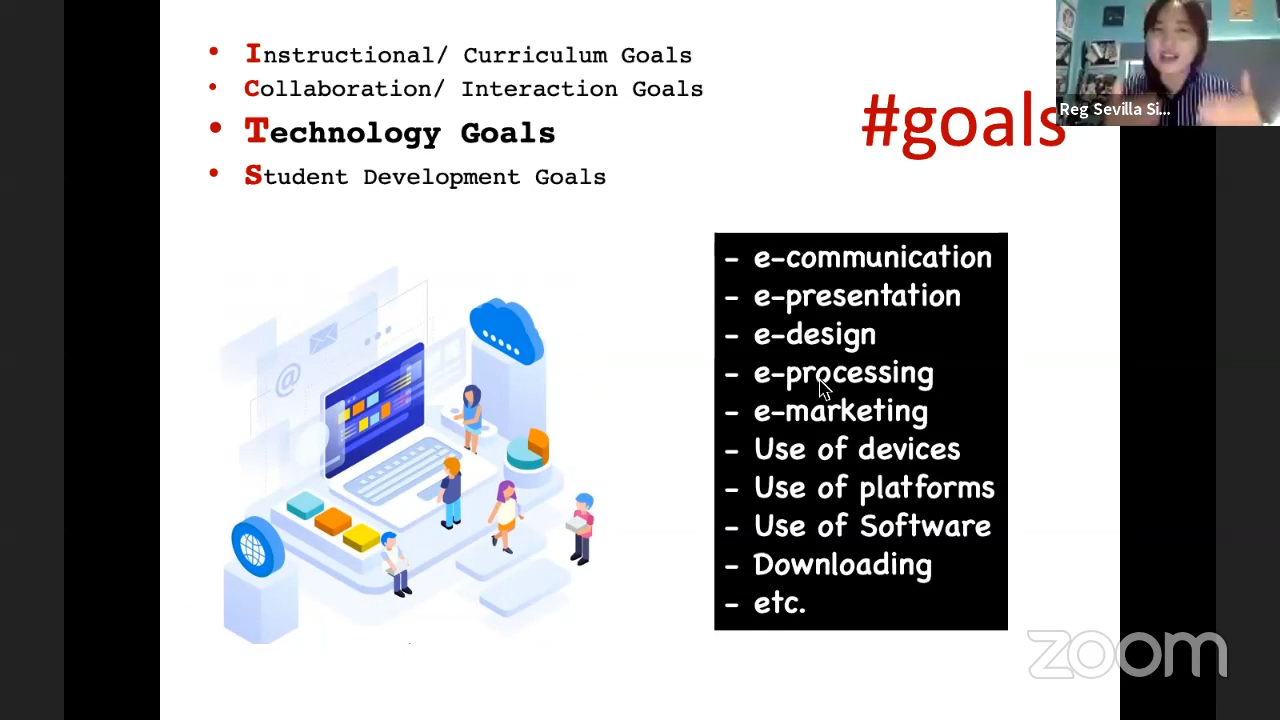 • Instructional/ Curriculum Goals
• Collaboration/ Interaction Goals
• Technology Goals
• Student Development Goals
#goals
Reg Sevilla Si...
@
- e-communication
- e-presentation
- e-design
- e-processing
- e-marketing
- Use of devices
- Use of platforms
- Use of Software
- Downloading
- etc.
zoom